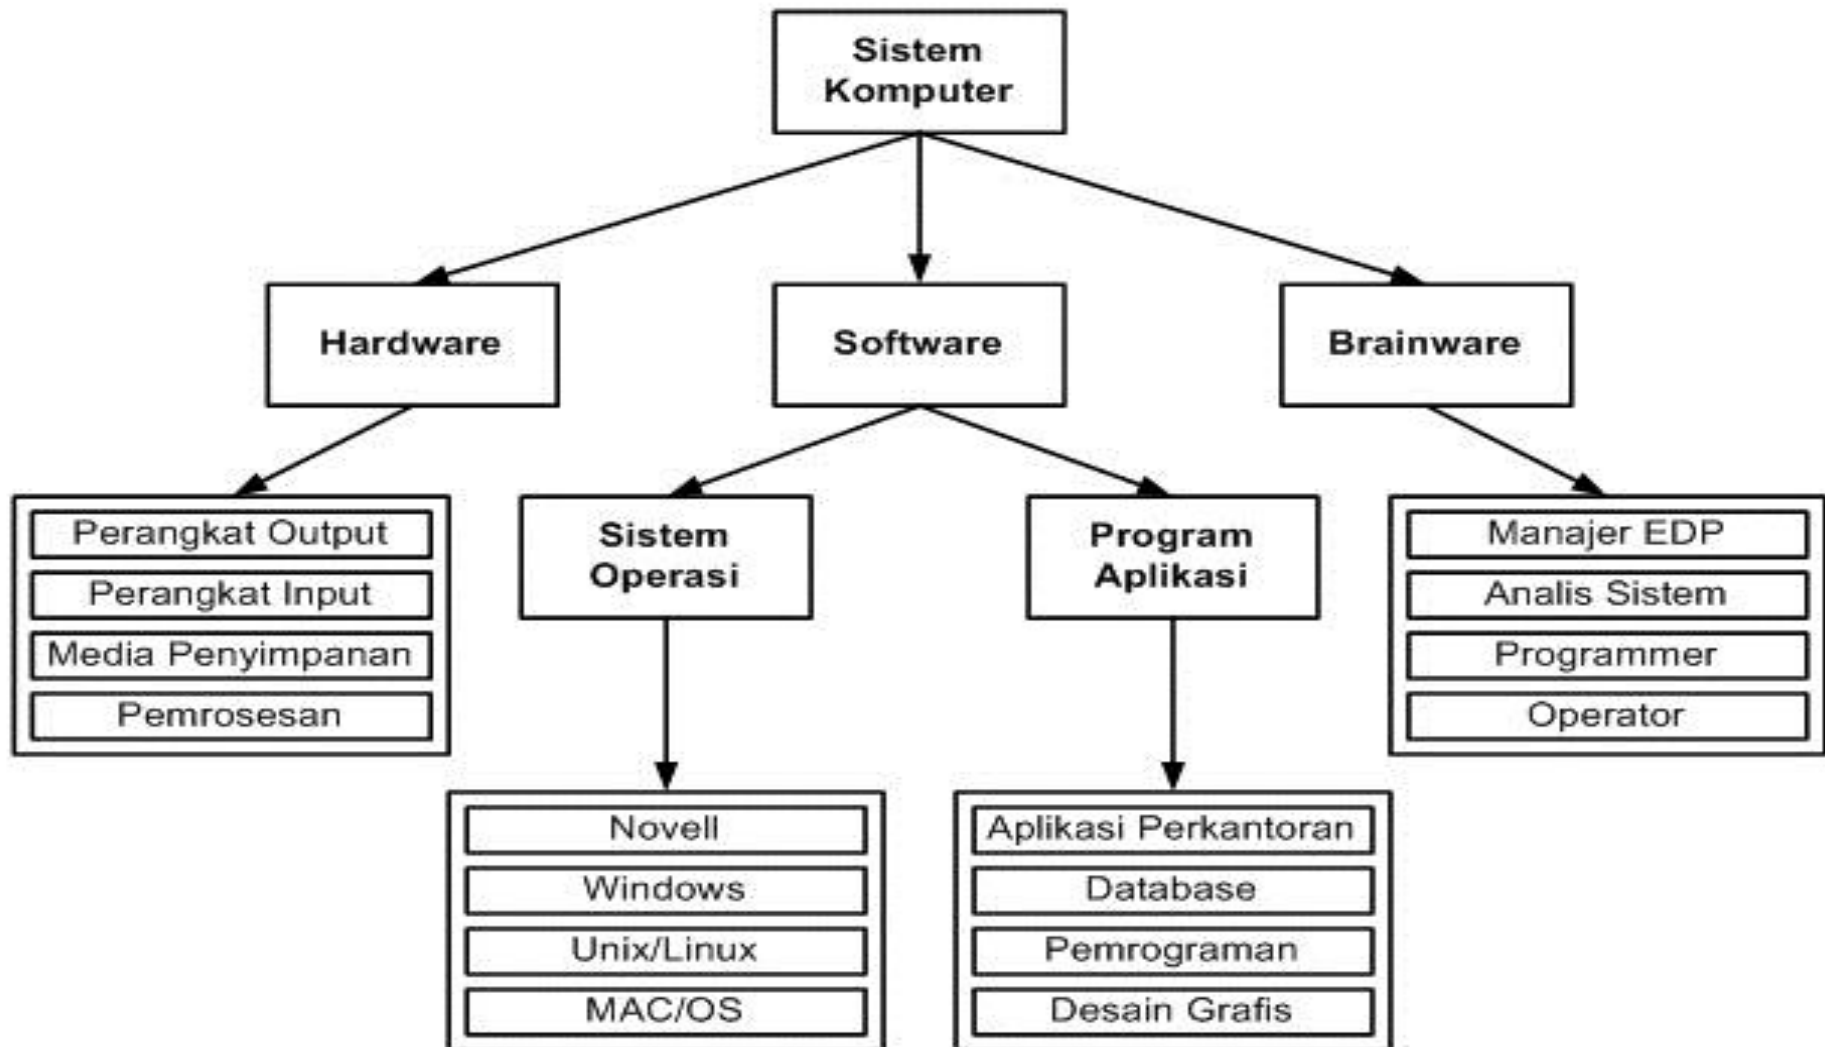 Sistem
Komputer
Hardware
Software
Brainware
Perangkat Output
Perangkat Input
Media Penyimpanan
Pemrosesan
Sistem
Operasi
Program
Aplikasi
Manajer EDP
Analis Sistem
Programmer
Operator
Novell
Windows
Unix/Linux
MAC/OS
Aplikasi Perkantoran
Database
Pemrograman
Desain Grafis